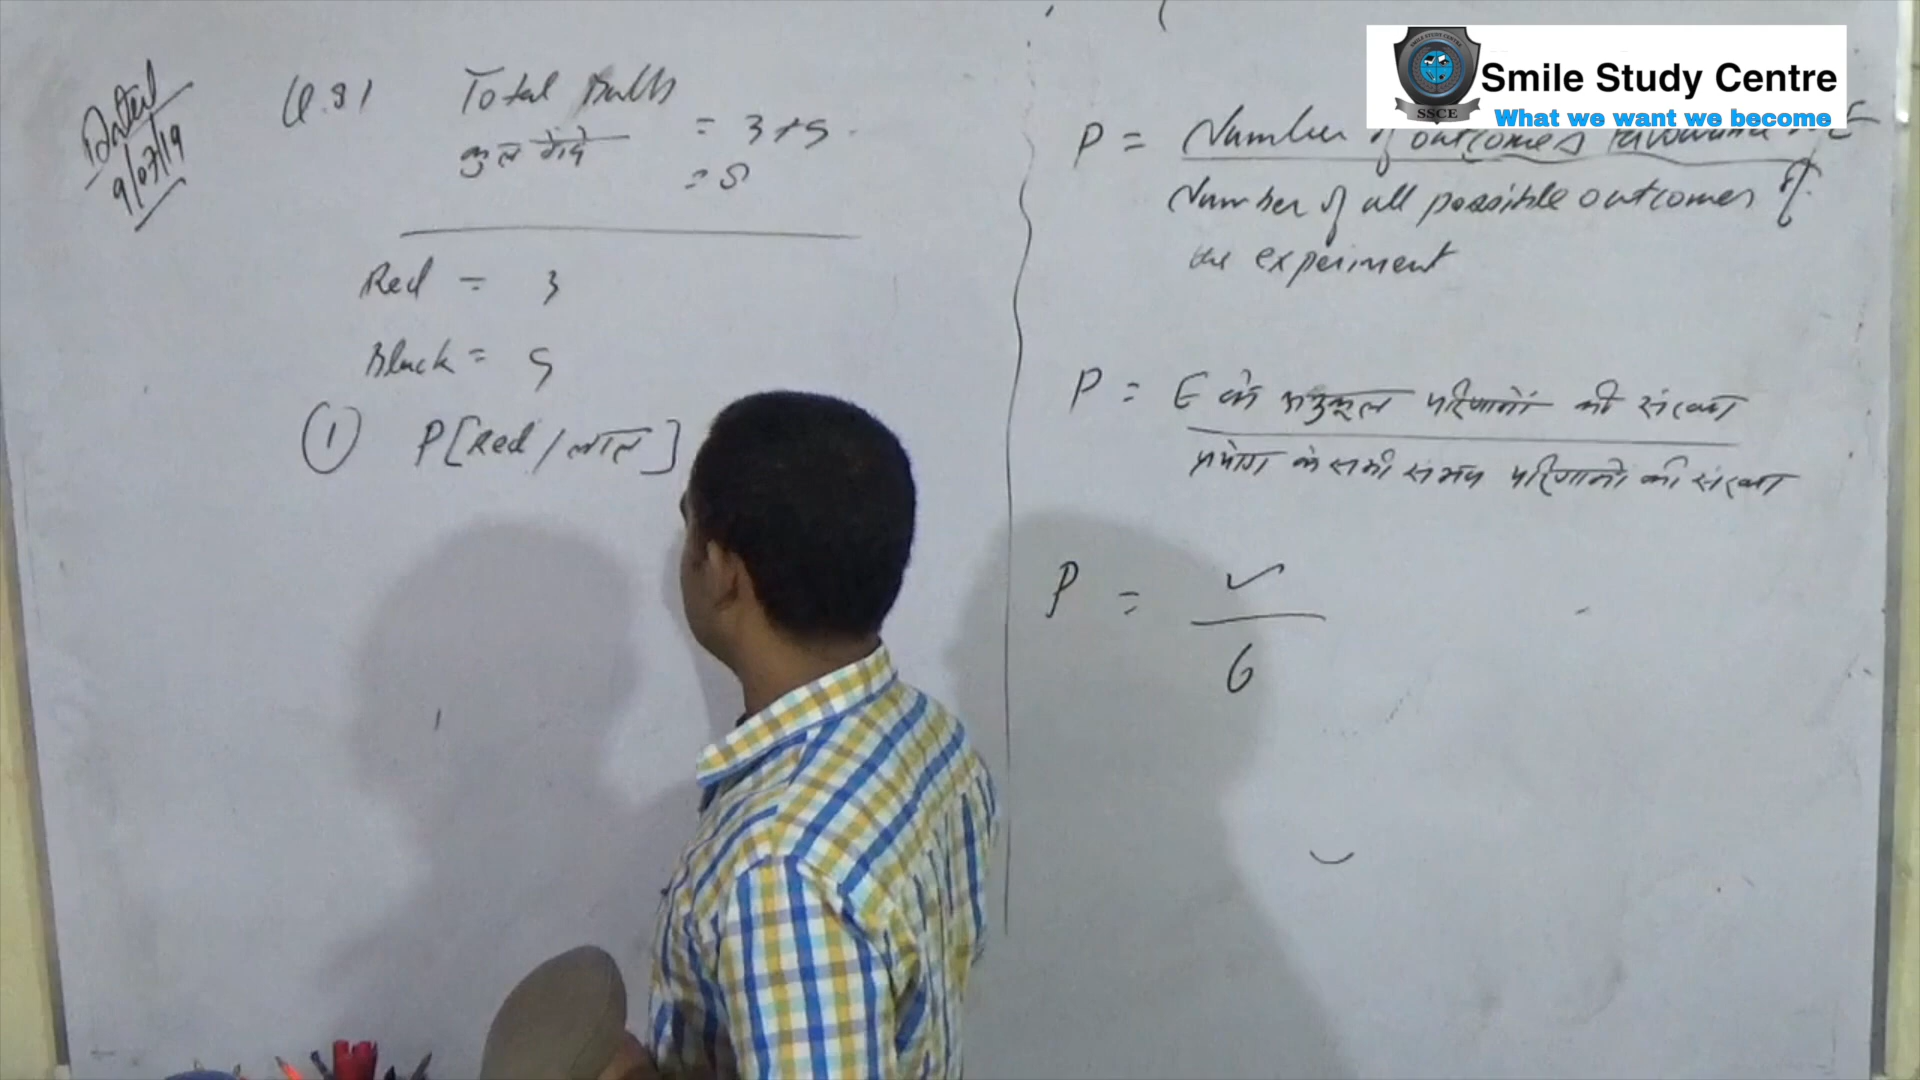 Dated
9/07/19
Q.8)
Total Balls
कुल गेंदे = 3+5
= 8
Red = 3
Black = 5
① P[Red / लाल]
Smile Study Centre
What we want we become
SSCE
P = Number of outcomes favourable to E
Number of all possible outcomes of
the experiment
P = E के अनुकूल परिणामों की संख्या
प्रयोग के सभी संभव परिणामों की संख्या
P = ✓
6